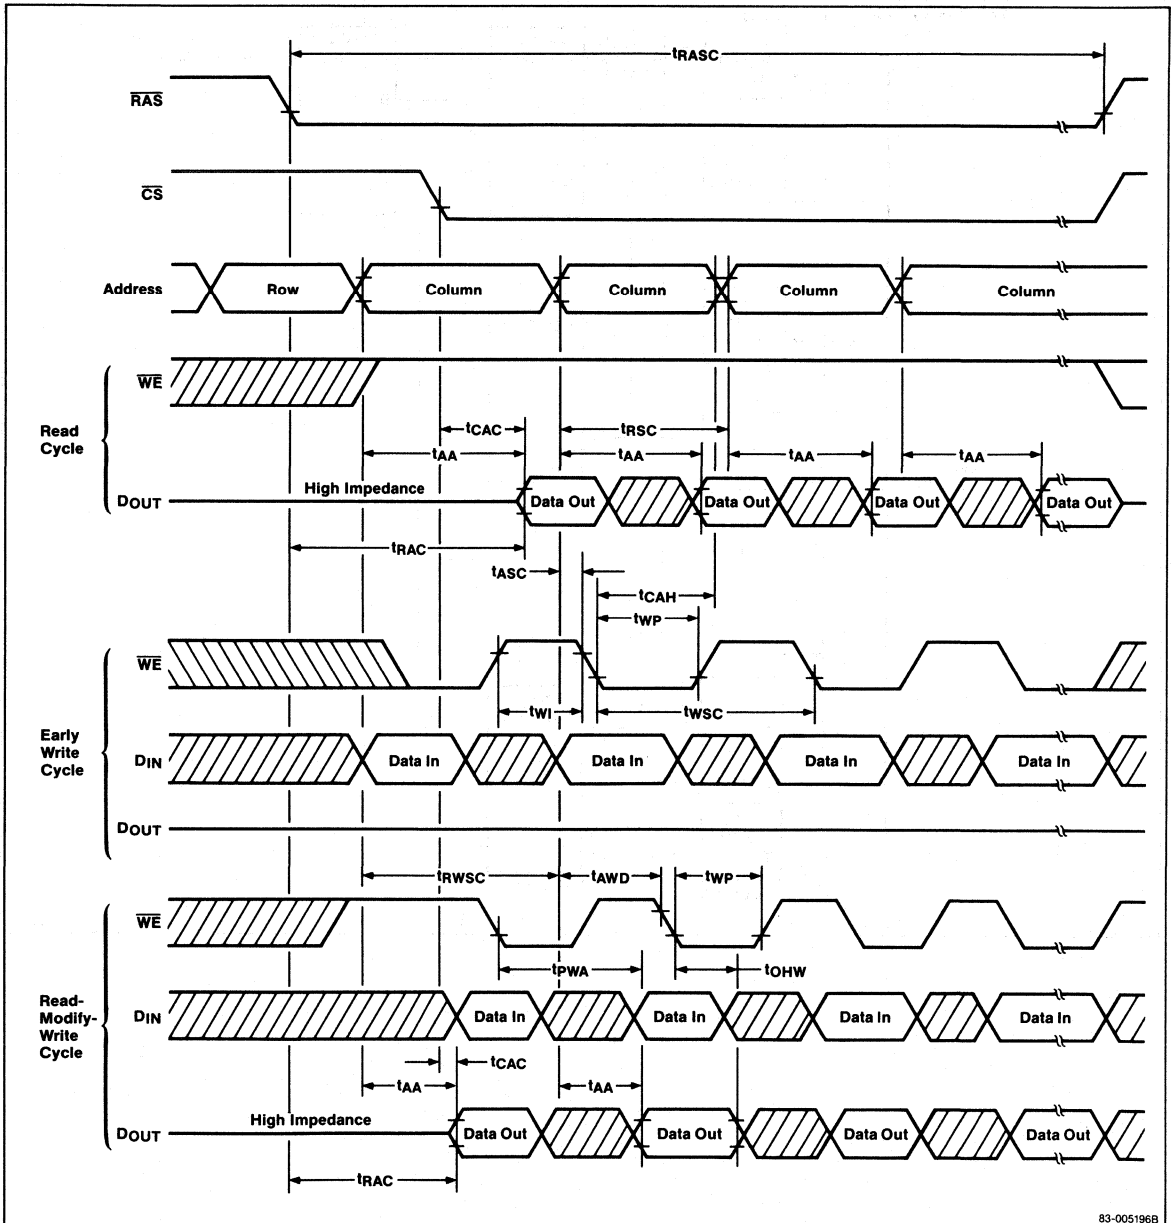 tRASC
RAS
CS
Address Row Column Column Column Column
Read Cycle
WE
tCAC tRSC
tAA tAA tAA tAA
High Impedance
DOUT Data Out Data Out Data Out Data Out
tRAC
tASC
tCAH
tWP
Early Write Cycle
WE
tWI tWSC
DIN Data In Data In Data In Data In
DOUT
tRWSC tAWD tWP
Read-Modify-Write Cycle
WE
tPWA tOHW
DIN Data In Data In Data In Data In
tCAC
tAA tAA
High Impedance
DOUT Data Out Data Out Data Out Data Out
tRAC
83-005196B